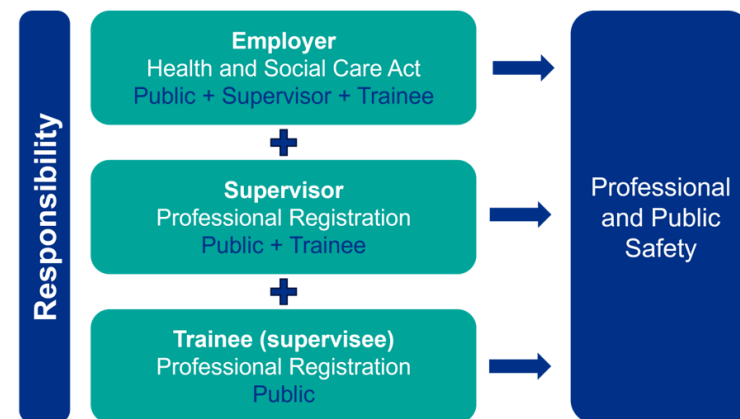 Responsibility
Employer
Health and Social Care Act
Public + Supervisor + Trainee
+
Supervisor
Professional Registration
Public + Trainee
+
Trainee (supervisee)
Professional Registration
Public
Professional
and Public
Safety